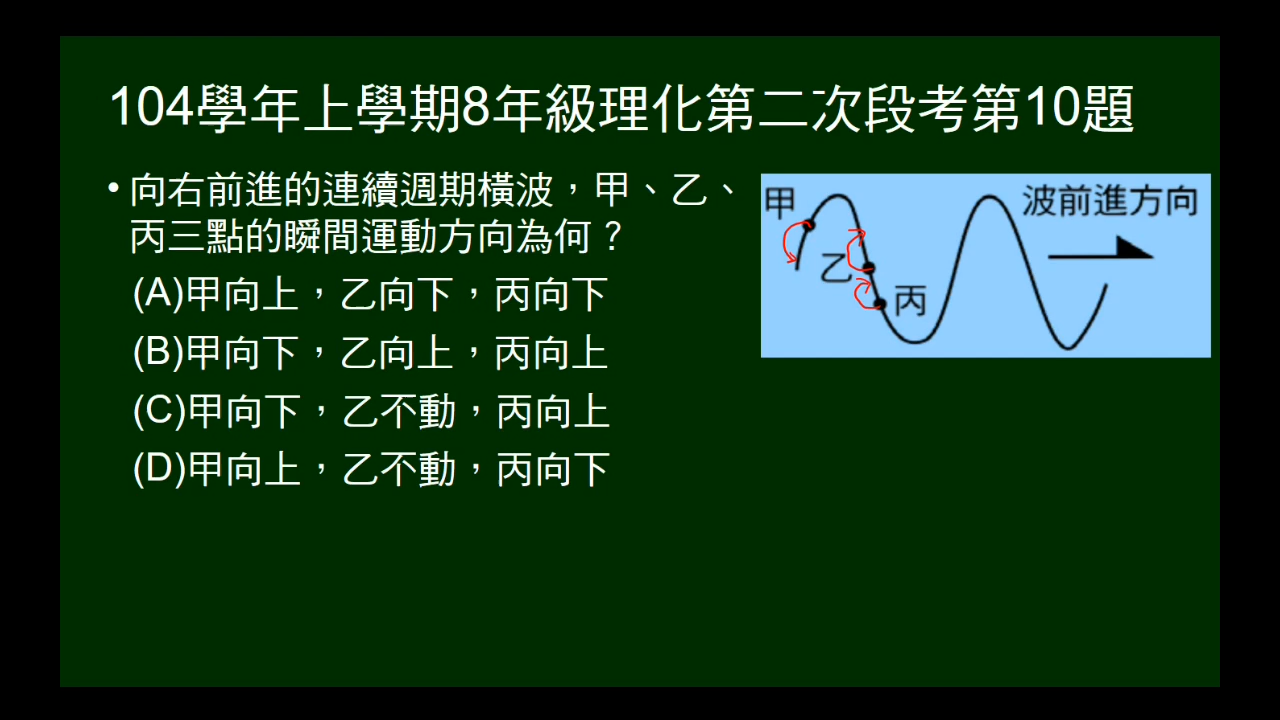 104學年上學期8年級理化第二次段考第10題
•向右前進的連續週期橫波，甲、乙、
丙三點的瞬間運動方向為何？
(A)甲向上，乙向下，丙向下
(B)甲向下，乙向上，丙向上
(C)甲向下，乙不動，丙向上
(D)甲向上，乙不動，丙向下
甲
波前進方向
乙
丙